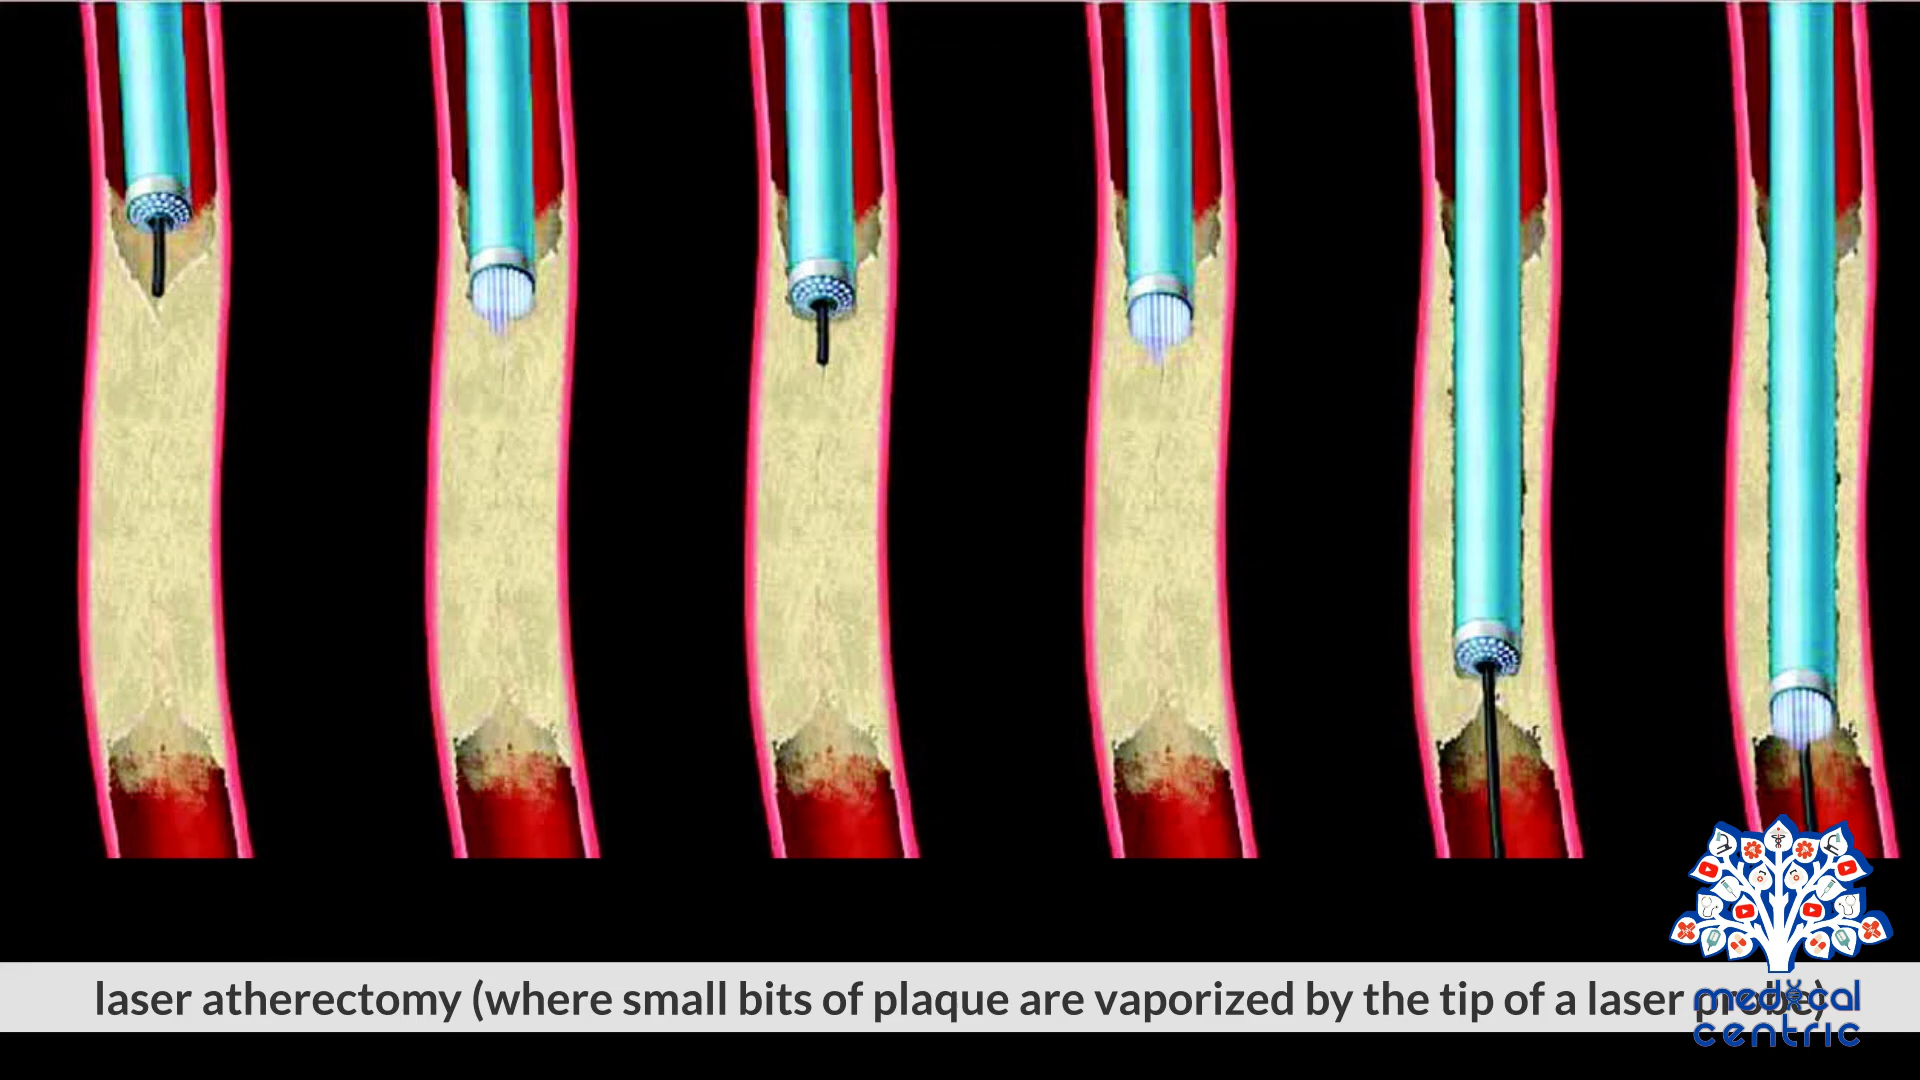 laser atherectomy (where small bits of plaque are vaporized by the tip of a laser probe)
medical
centric